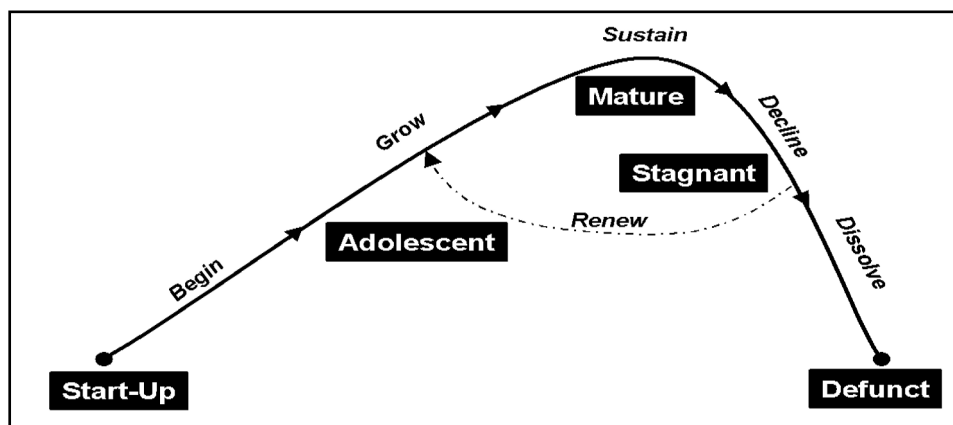 Sustain
Mature
Decline
Grow
Stagnant
Renew
Adolescent
Dissolve
Begin
Start-Up
Defunct